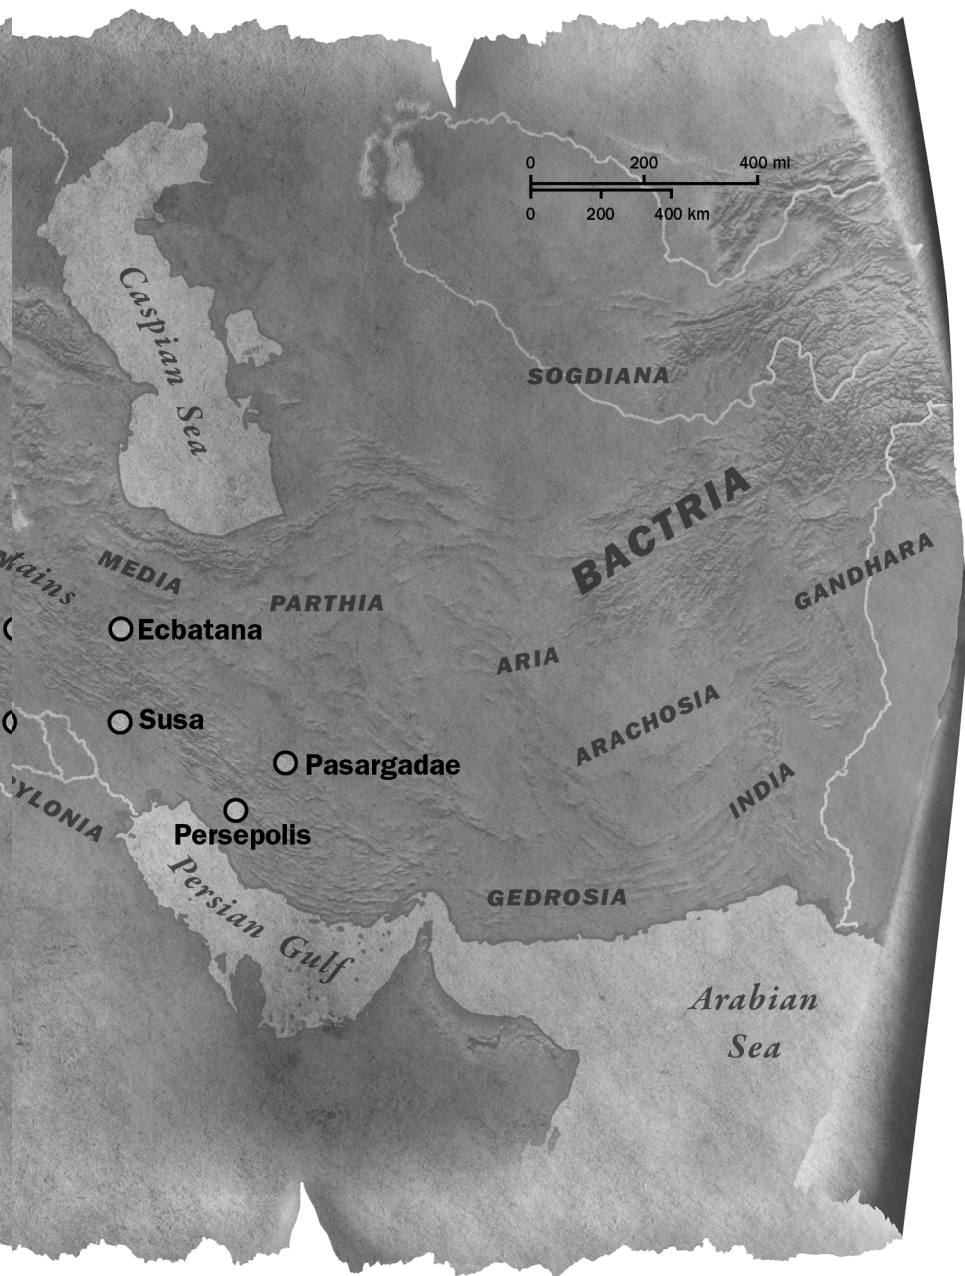 0 200 400 mi
0 200 400 km
Caspian Sea
SOGDIANA
BACTRIA
MEDIA
GANDHARA
PARTHIA
Ecbatana
ARIA
Susa
ARACHOSIA
Pasargadae
INDIA
Persepolis
Persian Gulf
GEDROSIA
Arabian
Sea